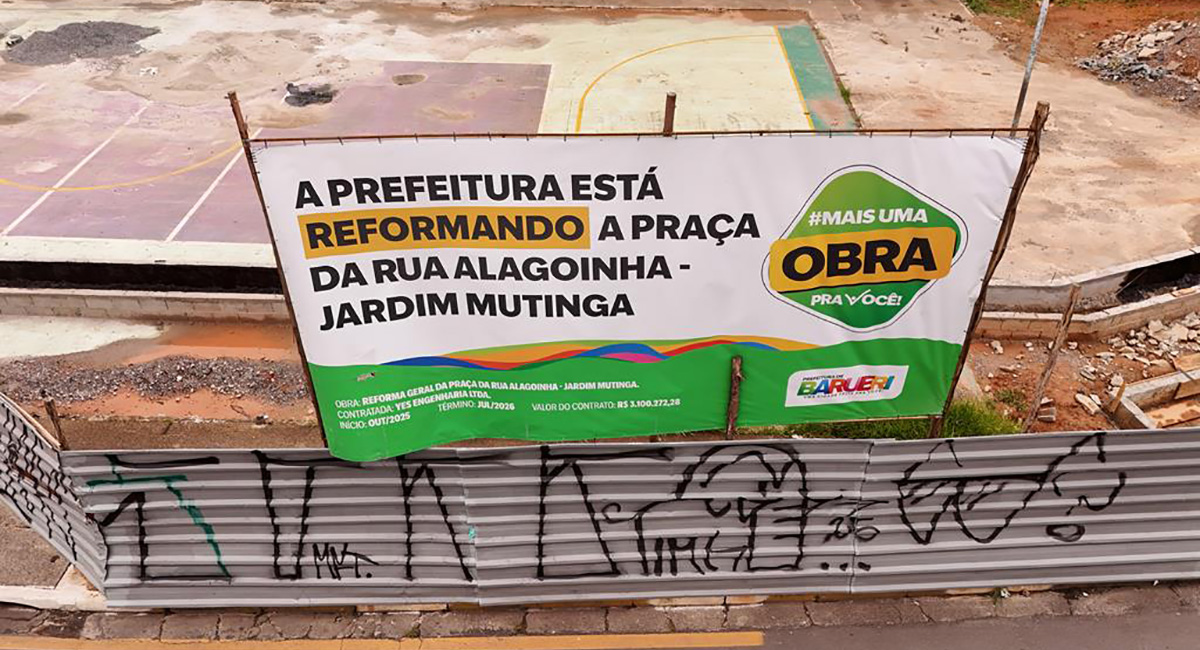 A PREFEITURA ESTÁ
REFORMANDO A PRAÇA
DA RUA ALAGOINHA -
JARDIM MUTINGA
#MAIS UMA
OBRA
PRA VOCÊ!
OBRA: REFORMA GERAL DA PRAÇA DA RUA ALAGOINHA - JARDIM MUTINGA.
CONTRATADA: YES ENGENHARIA LTDA.
INÍCIO: OUT/2025 TÉRMINO: JUL/2026 VALOR DO CONTRATO: R$ 3.100.272,28
PREFEITURA DE
BARUERI